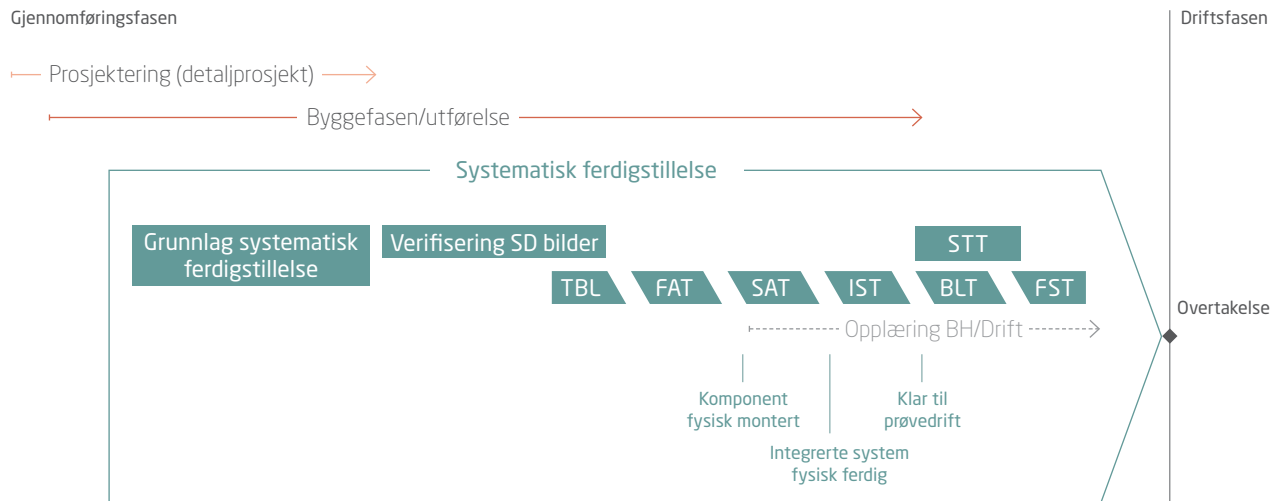 Gjennomføringsfasen
Driftsfasen
Prosjektering (detaljprosjekt)
Byggefasen/utførelse
Systematisk ferdigstillelse
Grunnlag systematisk
ferdigstillelse
Verifisering SD bilder
STT
TBL
FAT
SAT
IST
BLT
FST
Overtakelse
Opplæring BH/Drift
Komponent
fysisk montert
Klar til
prøvedrift
Integrerte system
fysisk ferdig